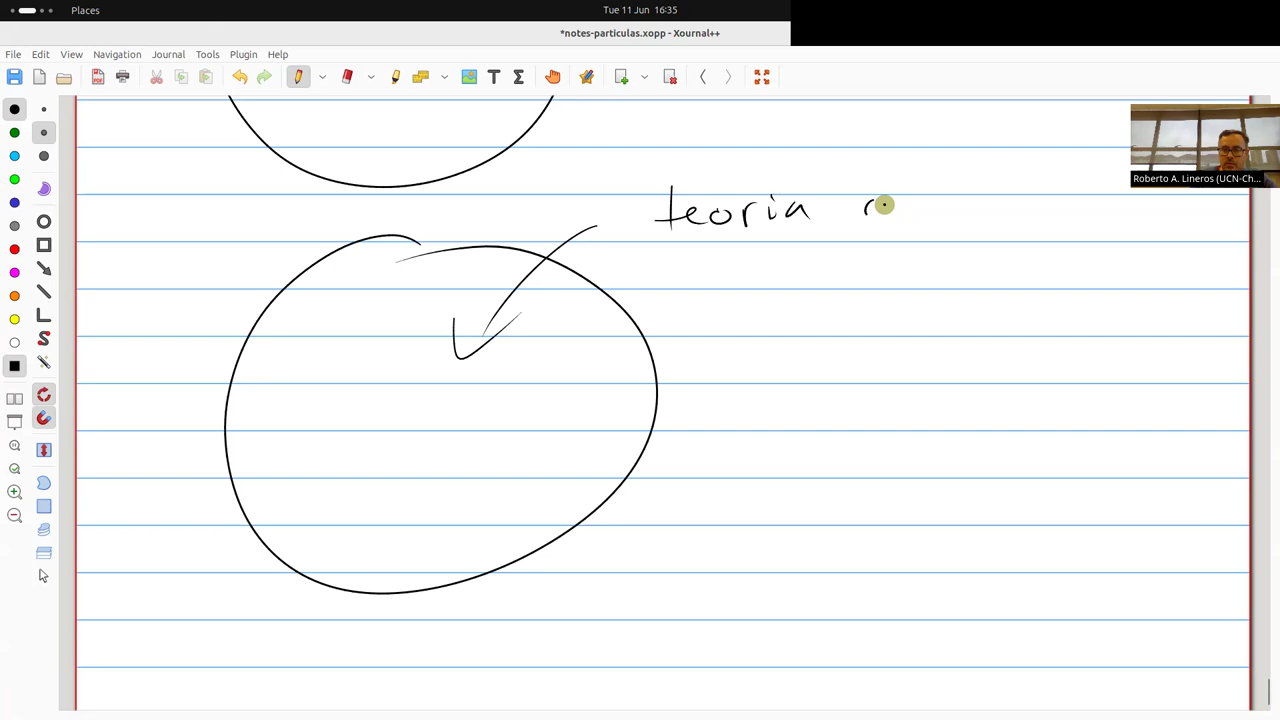 Places
Tue 11 Jun 16:35
*notes-particulas.xopp - Xournal++
File Edit View Navigation Journal Tools Plugin Help
Roberto A. Lineros (UCN-Ch...
teoria r